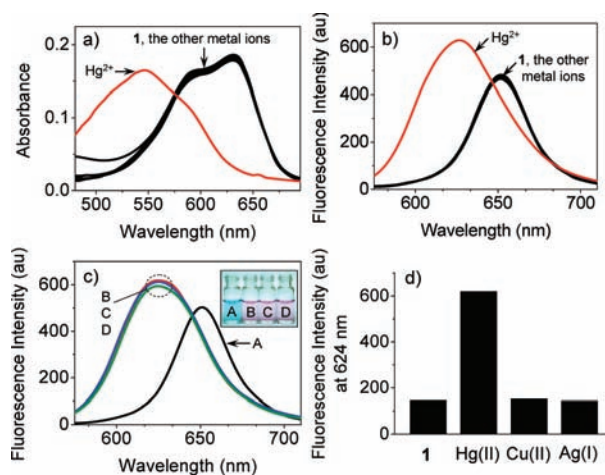 a)
Hg2+
1, the other
metal ions
0.2
0.1
0.0
Absorbance
500 550 600 650
Wavelength (nm)
b)
Hg2+
1, the other
metal ions
600
400
200
0
Fluorescence Intensity (au)
600 650 700
Wavelength (nm)
c)
B
C
D
A B C D
A
600
400
200
0
Fluorescence Intensity (au)
600 650 700
Wavelength (nm)
d)
600
400
200
0
Fluorescence Intensity (au)
at 624 nm
1 Hg(II) Cu(II) Ag(I)